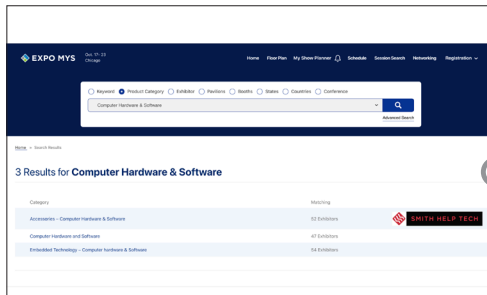 EXPO MYS
Oct. 17-23
Chicago
Home Floor Plan My Show Planner Schedule Session Search Networking Registration
Keyword Product Category Exhibitor Pavilions Booths States Countries Conference
Computer Hardware & Software
Advanced Search
Home > Search Results
3 Results for Computer Hardware & Software
Category Matching
Accessories – Computer Hardware & Software 52 Exhibitors
SMITH HELP TECH
Computer Hardware and Software 47 Exhibitors
Embedded Technology – Computer hardware & Software 54 Exhibitors